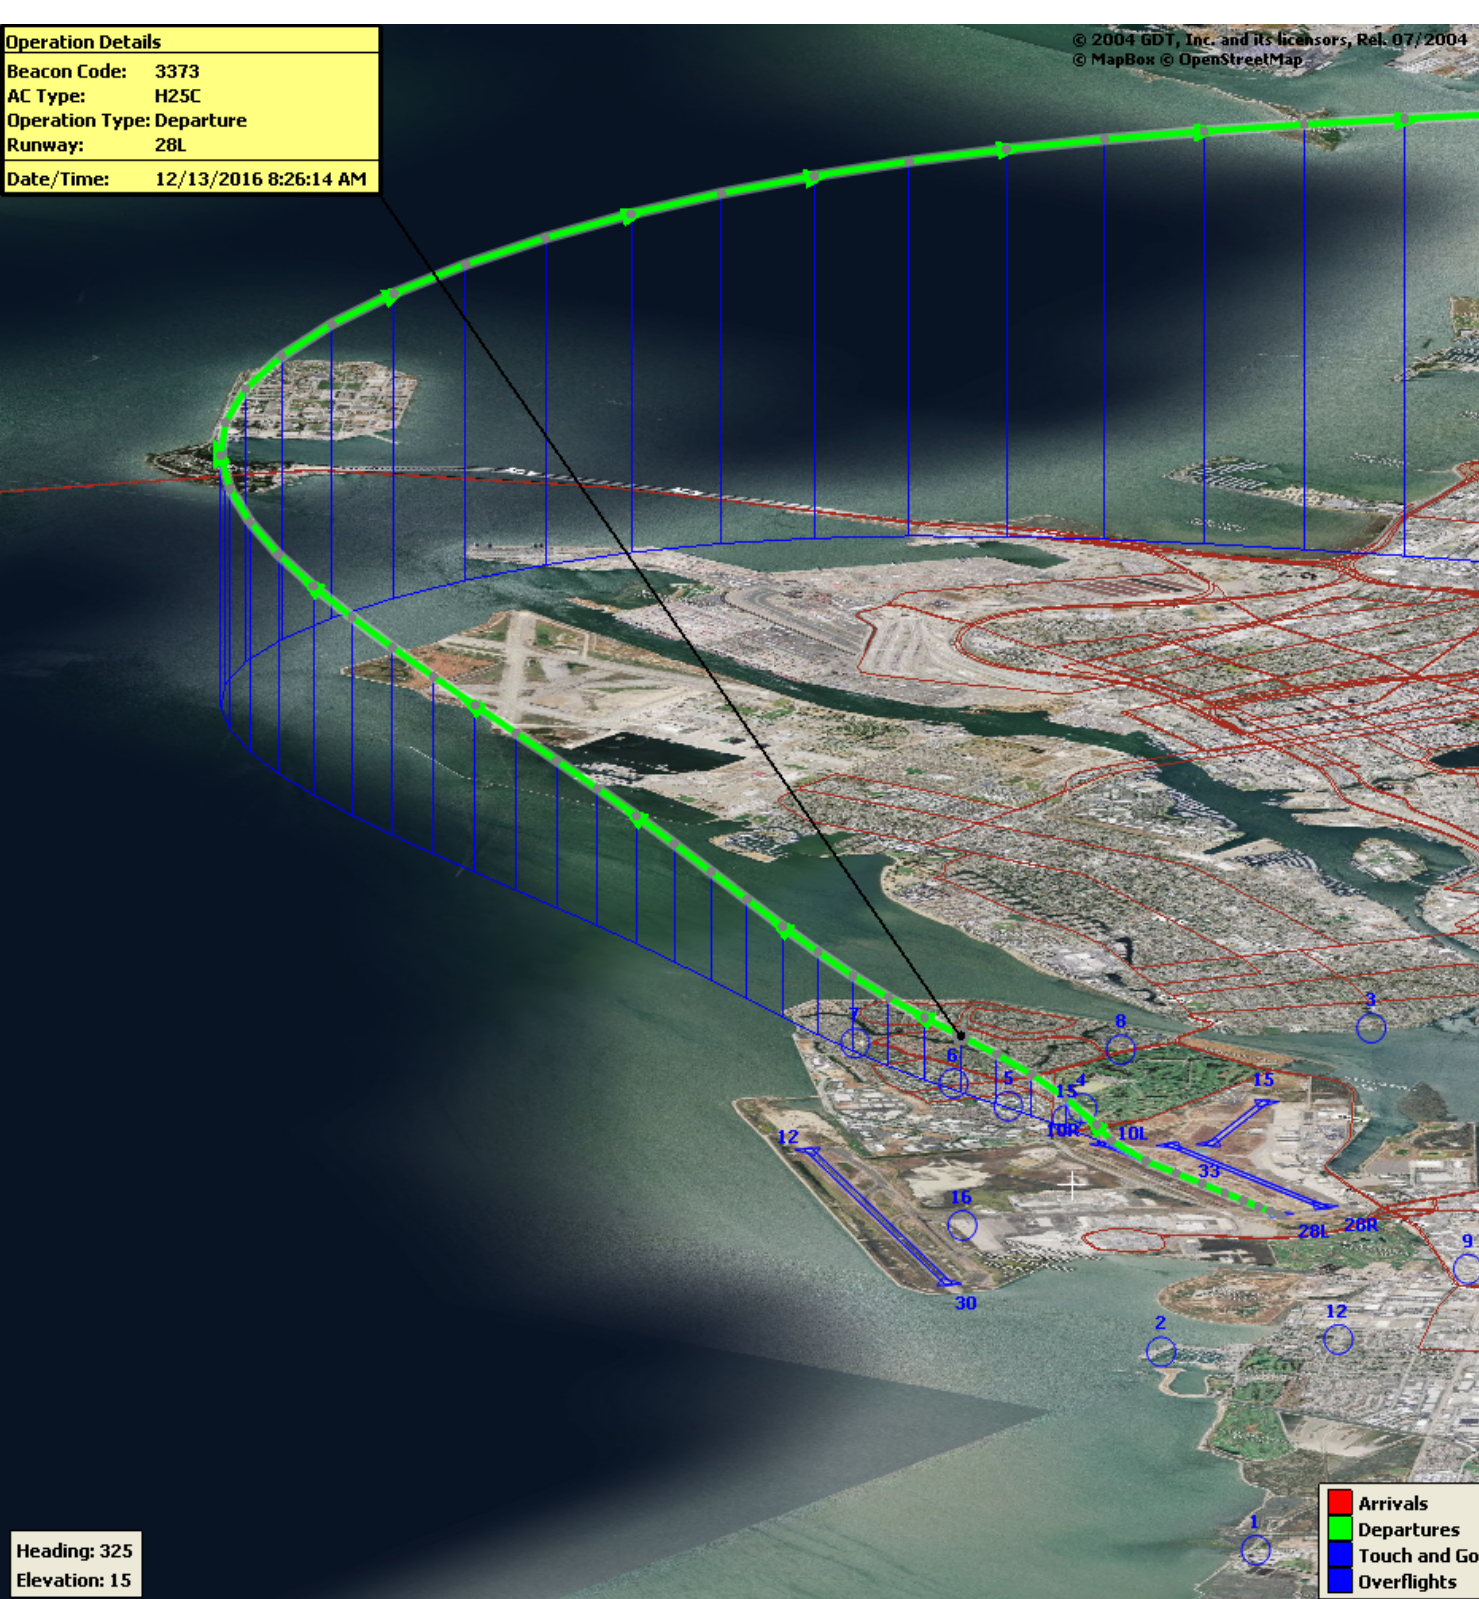 Operation Details
Beacon Code: 3373
AC Type: H25C
Operation Type: Departure
Runway: 28L
Date/Time: 12/13/2016 8:26:14 AM
© 2004 GDT, Inc. and its licensors, Rel. 07/2004
© MapBox © OpenStreetMap
3
7
8
6
5
4
15
15
10R
10L
12
33
16
28L
28R
9
30
2
12
1
Arrivals
Departures
Touch and Go
Overflights
Heading: 325
Elevation: 15